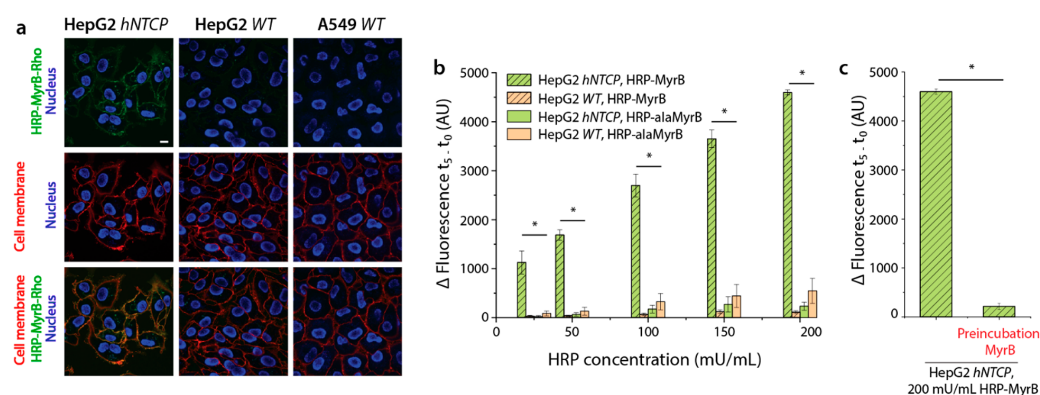 a
HepG2 hNTCP
HepG2 WT
A549 WT
HRP-MyrB-Rho
Nucleus
Cell membrane
Nucleus
Cell membrane
HRP-MyrB-Rho
Nucleus
b
Δ Fluorescence t5 - t0 (AU)
5000
4000
3000
2000
1000
0
HepG2 hNTCP, HRP-MyrB
HepG2 WT, HRP-MyrB
HepG2 hNTCP, HRP-alaMyrB
HepG2 WT, HRP-alaMyrB
*
*
*
*
*
50
100
150
200
HRP concentration (mU/mL)
c
Δ Fluorescence t5 - t0 (AU)
5000
4000
3000
2000
1000
0
*
Preincubation
MyrB
HepG2 hNTCP,
200 mU/mL HRP-MyrB